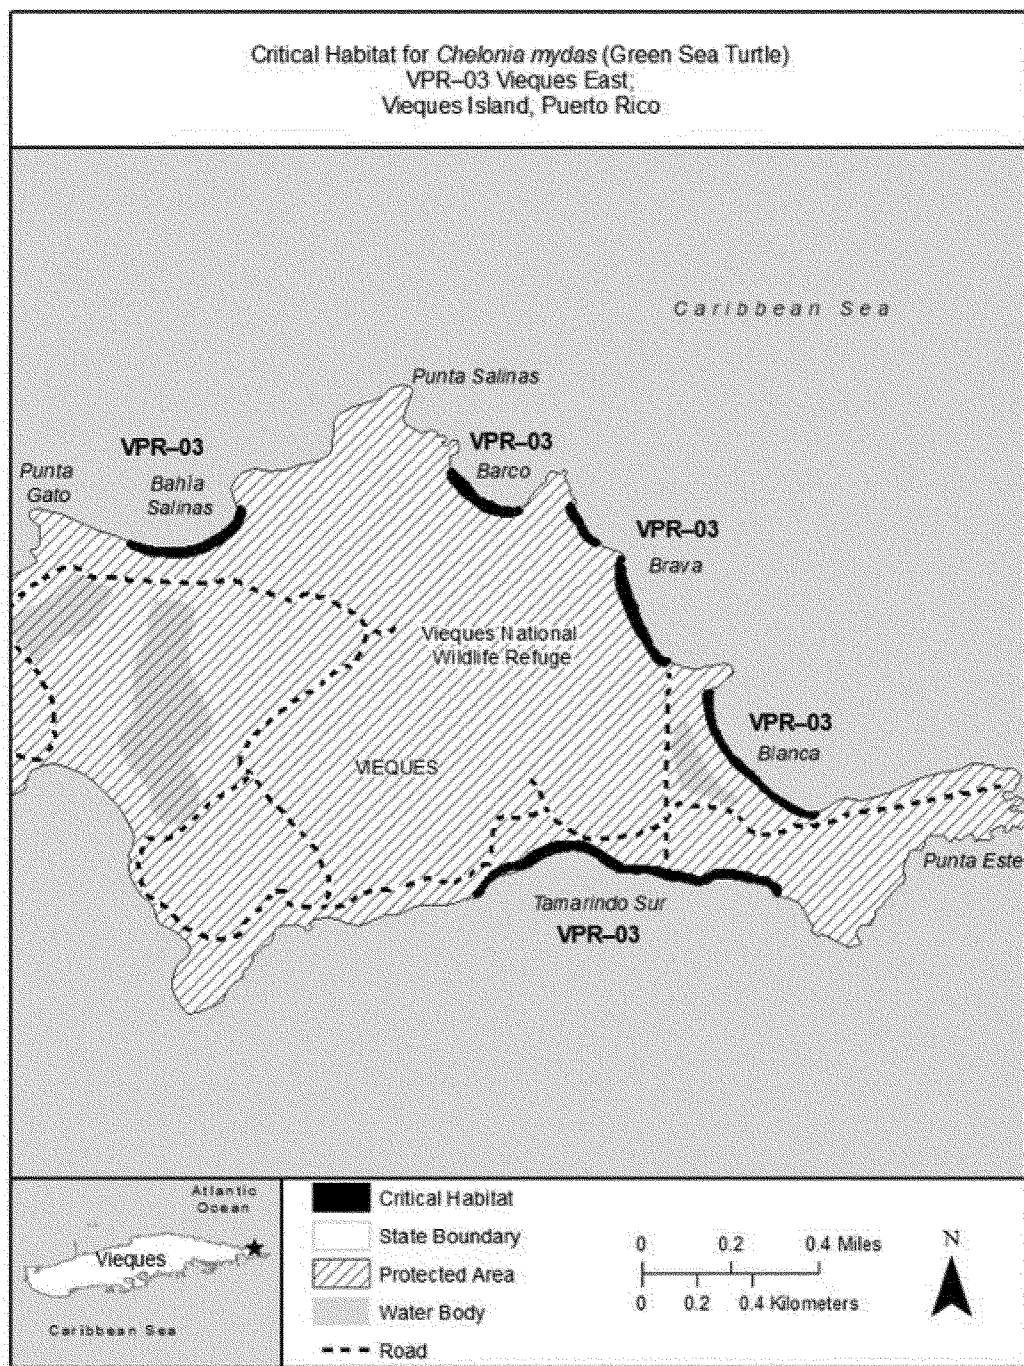 Critical Habitat for Chelonia mydas (Green Sea Turtle)
VPR–03 Vieques East;
Vieques Island, Puerto Rico
Caribbean Sea
Punta Salinas
VPR–03
Barco
VPR–03
Bahia
Salinas
Punta
Gato
VPR–03
Brava
Vieques National
Wildlife Refuge
VPR–03
Blanca
VIEQUES
Punta Este
Tamarindo Sur
VPR–03
Atlantic
Ocean
Vieques
Caribbean Sea
Critical Habitat
State Boundary
Protected Area
Water Body
Road
0 0.2 0.4 Miles
0 0.2 0.4 Kilometers
N